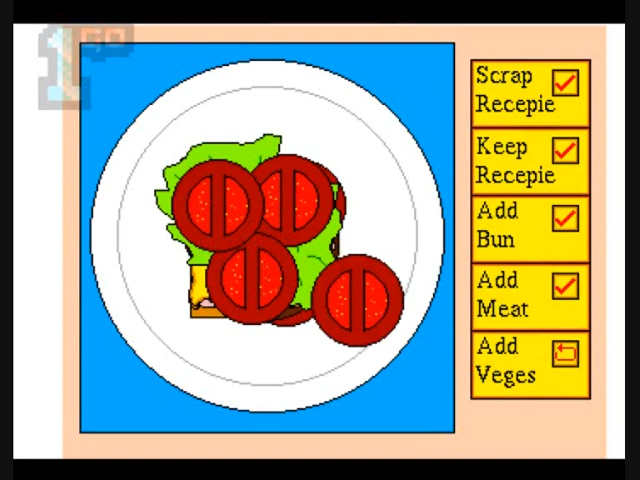 Scrap
Recepie
Keep
Recepie
Add
Bun
Add
Meat
Add
Veges